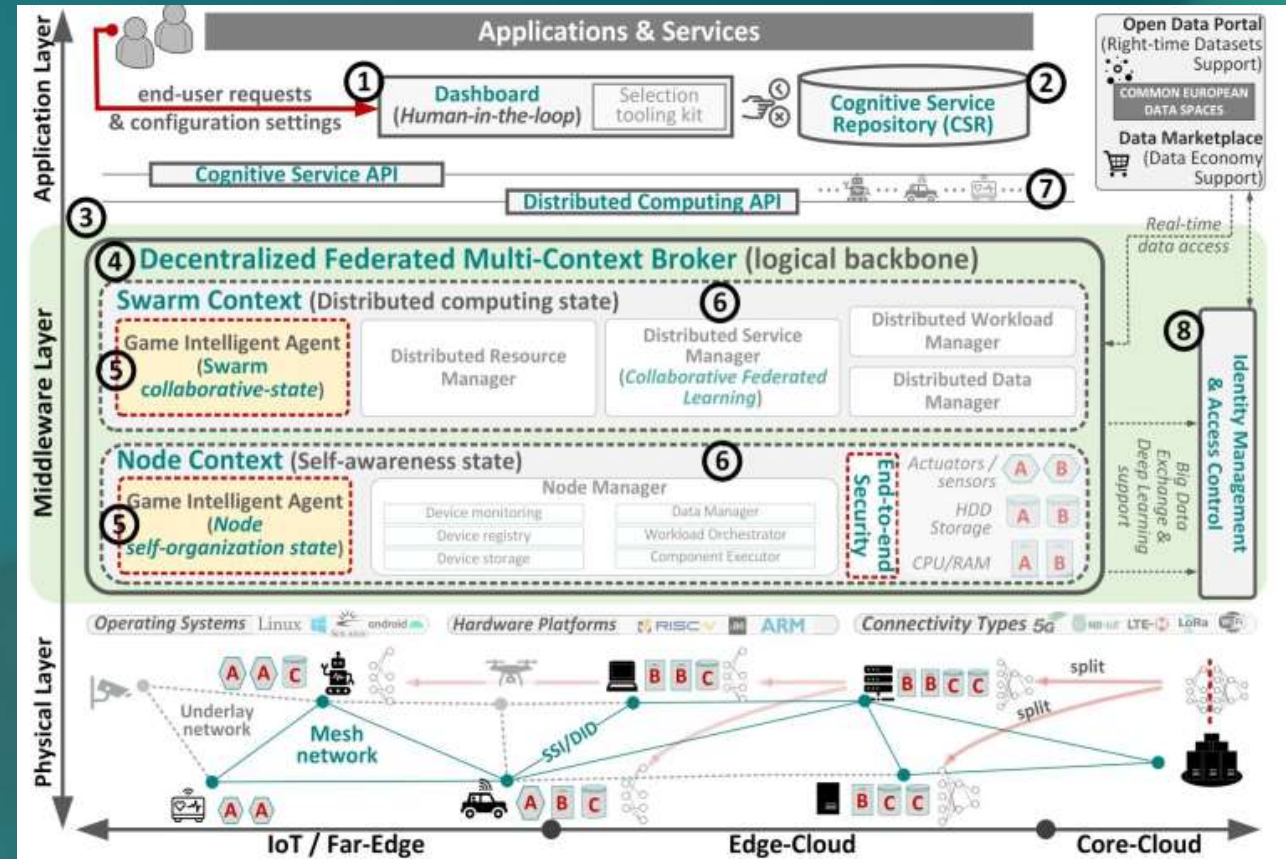 Application Layer
Middleware Layer
Physical Layer
Applications & Services
end-user requests
& configuration settings
1
Dashboard
(Human-in-the-loop)
Selection
tooling kit
2
Cognitive Service
Repository (CSR)
Open Data Portal
(Right-time Datasets
Support)
COMMON EUROPEAN
DATA SPACES
Data Marketplace
(Data Economy
Support)
Cognitive Service API
Distributed Computing API
7
3
Real-time
data access
4
Decentralized Federated Multi-Context Broker (logical backbone)
Swarm Context (Distributed computing state)
6
5
Game Intelligent Agent
(Swarm
collaborative-state)
Distributed Resource
Manager
Distributed Service
Manager
(Collaborative Federated
Learning)
Distributed Workload
Manager
Distributed Data
Manager
8
Identity Management
& Access Control
Node Context (Self-awareness state)
6
5
Game Intelligent Agent
(Node
self-organization state)
Node Manager
Device monitoring
Device registry
Device storage
Data Manager
Workload Orchestrator
Component Executor
End-to-end
Security
Actuators /
sensors
A B
HDD
Storage
A B
CPU/RAM
A B
Big Data
Exchange &
Deep Learning
support
Operating Systems Linux android
Hardware Platforms RISC ARM
Connectivity Types 5G NB-IoT LTE- LoRa
A A C
B B C
B B C C
split
split
Underlay
network
Mesh
network
SSI/DID
A A
A B C
B C C
IoT / Far-Edge
Edge-Cloud
Core-Cloud